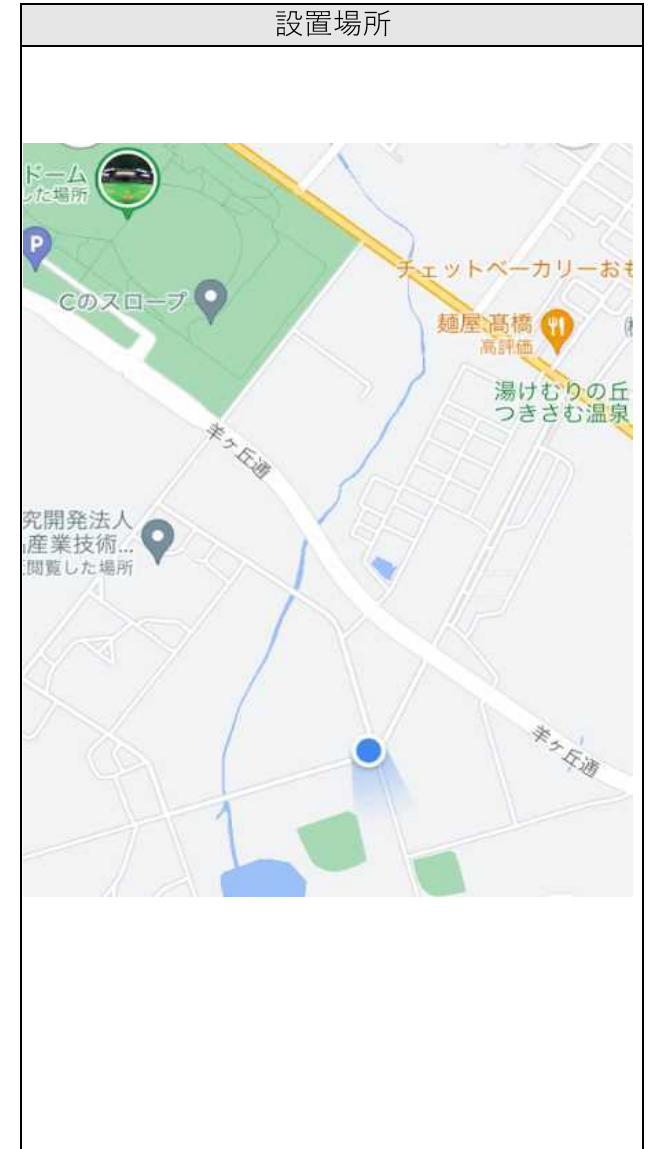 設置場所
ドーム
した場所
P
Cのスロープ
チェットベーカリーおも
麺屋 髙橋
高評価
湯けむりの丘
つきさむ温泉
羊ヶ丘通
究開発法人
産業技術...
閲覧した場所
羊ヶ丘通